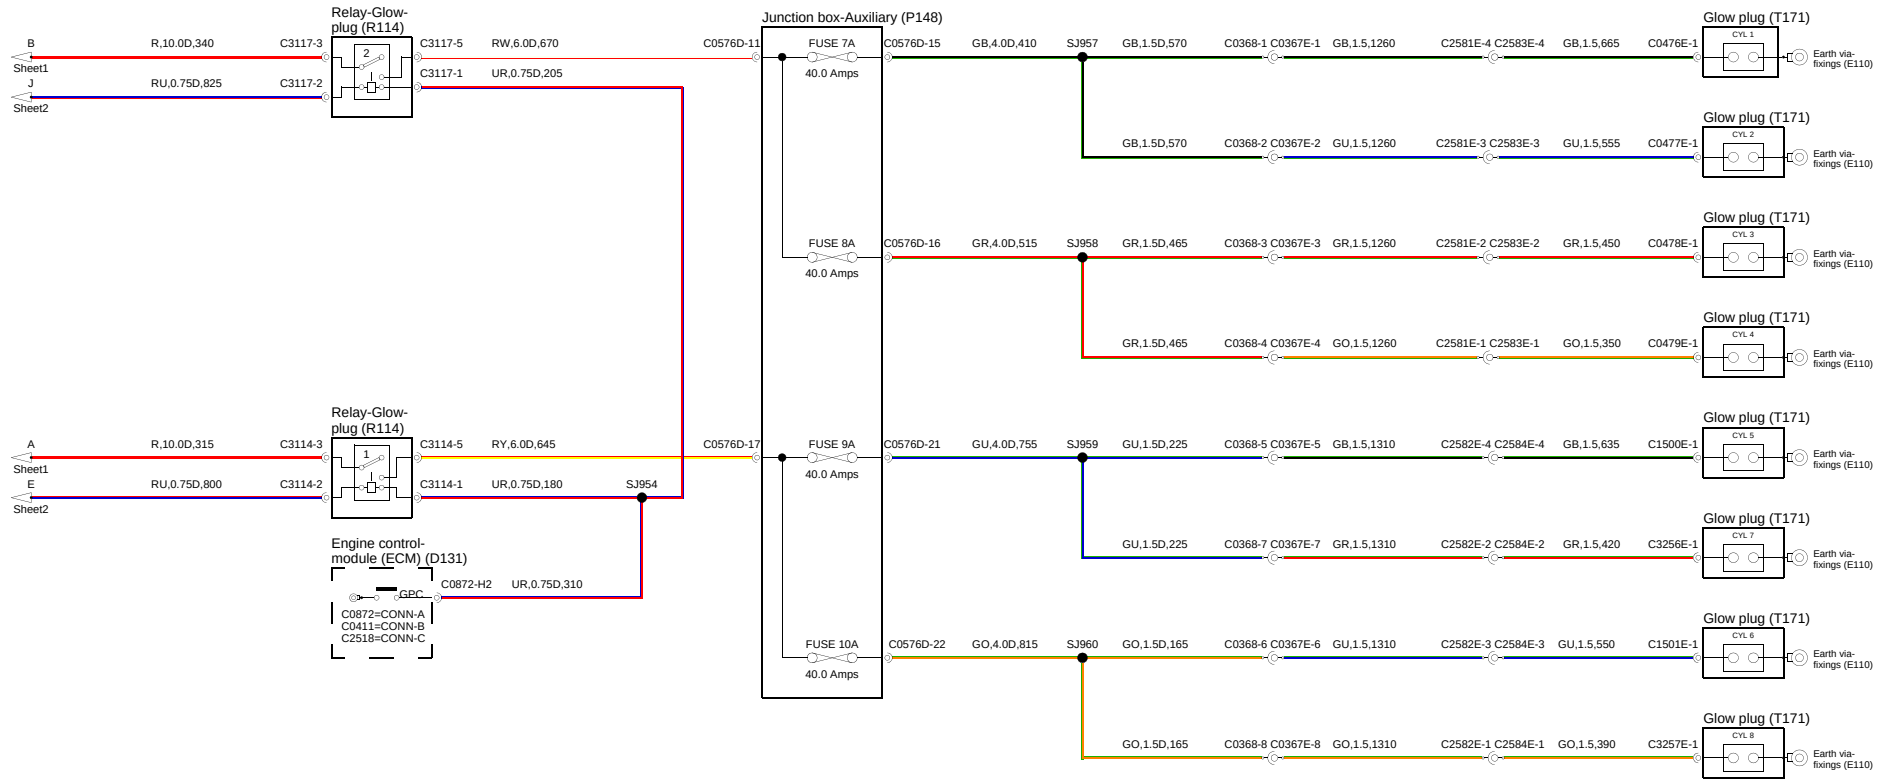 Relay-Glow-
plug (R114)
2
B
Sheet1
R,10.0D,340
C3117-3
C3117-5
RW,6.0D,670
C0576D-11
J
Sheet2
RU,0.75D,825
C3117-2
C3117-1
UR,0.75D,205
Relay-Glow-
plug (R114)
1
A
Sheet1
R,10.0D,315
C3114-3
C3114-5
RY,6.0D,645
C0576D-17
E
Sheet2
RU,0.75D,800
C3114-2
C3114-1
UR,0.75D,180
SJ954
Engine control-
module (ECM) (D131)
GPC
C0872-H2
UR,0.75D,310
C0872=CONN-A
C0411=CONN-B
C2518=CONN-C
Junction box-Auxiliary (P148)
FUSE 7A
40.0 Amps
FUSE 8A
40.0 Amps
FUSE 9A
40.0 Amps
FUSE 10A
40.0 Amps
C0576D-15
GB,4.0D,410
SJ957
GB,1.5D,570
C0368-1 C0367E-1
GB,1.5,1260
C2581E-4 C2583E-4
GB,1.5,665
C0476E-1
Glow plug (T171)
CYL 1
Earth via-
fixings (E110)
GB,1.5D,570
C0368-2 C0367E-2
GU,1.5,1260
C2581E-3 C2583E-3
GU,1.5,555
C0477E-1
Glow plug (T171)
CYL 2
Earth via-
fixings (E110)
C0576D-16
GR,4.0D,515
SJ958
GR,1.5D,465
C0368-3 C0367E-3
GR,1.5,1260
C2581E-2 C2583E-2
GR,1.5,450
C0478E-1
Glow plug (T171)
CYL 3
Earth via-
fixings (E110)
GR,1.5D,465
C0368-4 C0367E-4
GO,1.5,1260
C2581E-1 C2583E-1
GO,1.5,350
C0479E-1
Glow plug (T171)
CYL 4
Earth via-
fixings (E110)
C0576D-21
GU,4.0D,755
SJ959
GU,1.5D,225
C0368-5 C0367E-5
GB,1.5,1310
C2582E-4 C2584E-4
GB,1.5,635
C1500E-1
Glow plug (T171)
CYL 5
Earth via-
fixings (E110)
GU,1.5D,225
C0368-7 C0367E-7
GR,1.5,1310
C2582E-2 C2584E-2
GR,1.5,420
C3256E-1
Glow plug (T171)
CYL 7
Earth via-
fixings (E110)
C0576D-22
GO,4.0D,815
SJ960
GO,1.5D,165
C0368-6 C0367E-6
GU,1.5,1310
C2582E-3 C2584E-3
GU,1.5,550
C1501E-1
Glow plug (T171)
CYL 6
Earth via-
fixings (E110)
GO,1.5D,165
C0368-8 C0367E-8
GO,1.5,1310
C2582E-1 C2584E-1
GO,1.5,390
C3257E-1
Glow plug (T171)
CYL 8
Earth via-
fixings (E110)